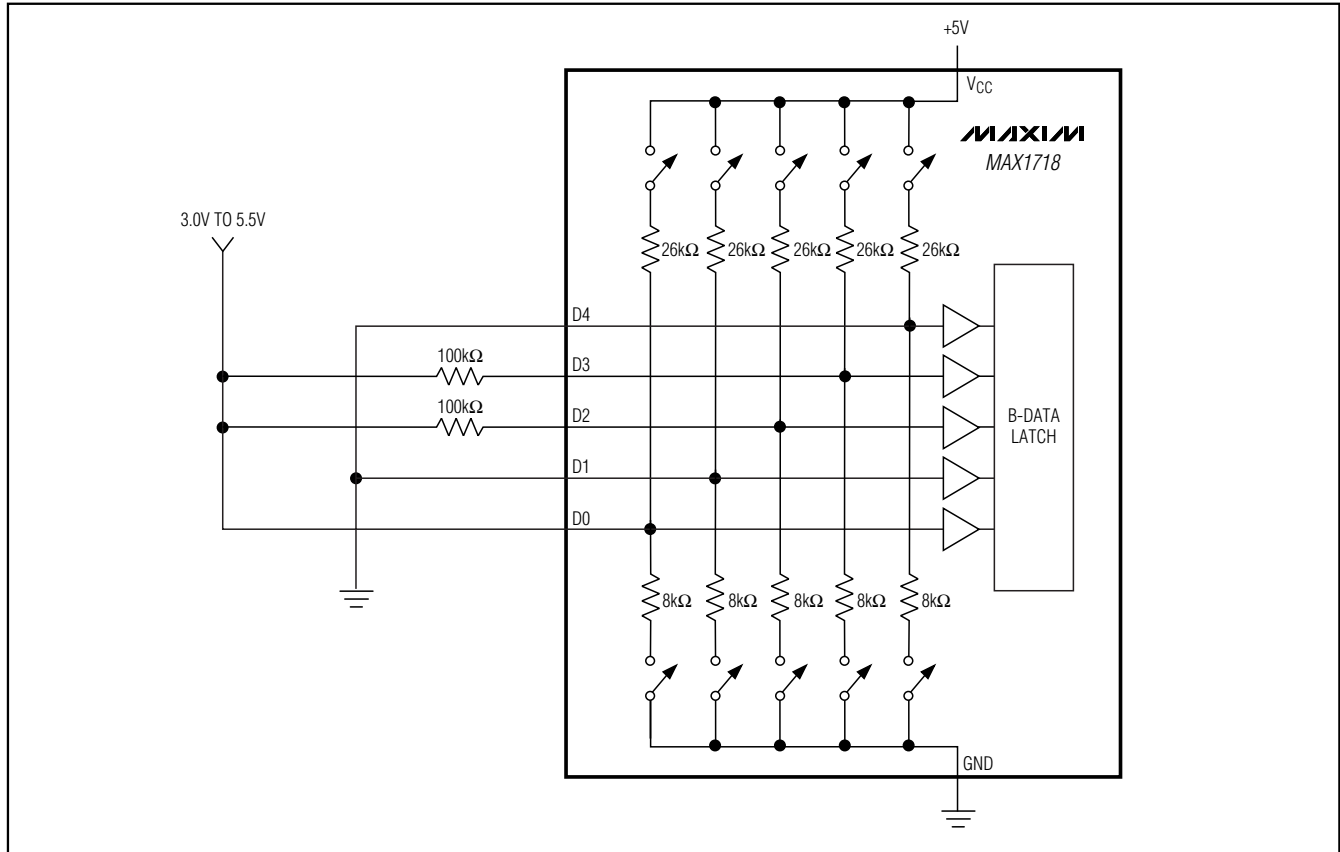 +5V
VCC
MAXIM
MAX1718
3.0V TO 5.5V
26kΩ 26kΩ 26kΩ 26kΩ 26kΩ
D4
100kΩ
D3
100kΩ
D2
B-DATA
LATCH
D1
D0
8kΩ 8kΩ 8kΩ 8kΩ 8kΩ
GND